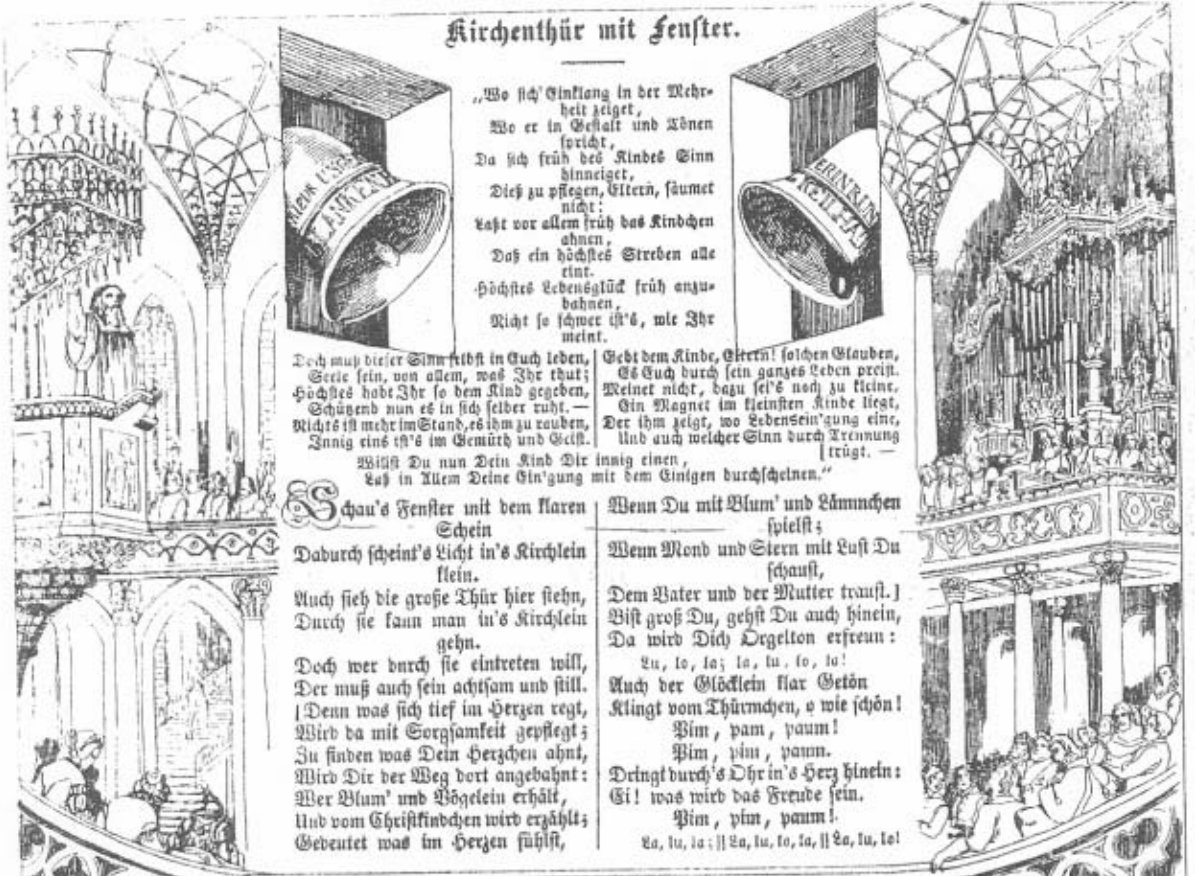 Kirchenthür mit Fenster.
„Wo sich Einklang in der Mehr=
heit zeiget,
Wo er in Gestalt und Tönen
spricht,
Da sich früh des Kindes Sinn
hinneiget,
Dieß zu pflegen, Eltern, säumet
nicht:
Laßt vor allem früh das Kindchen
ahnen,
Daß ein höchstes Streben alle
eint.
Höchstes Lebensglück früh anzu=
bahnen,
Nicht so schwer ist's, wie Ihr
meint.
Doch muß dieser Sinn selbst in Euch leben,
Seele sein, von allem, was Ihr thut;
Höchstes habt Ihr so dem Kind gegeben,
Schützend nun es in sich selber ruht. —
Nichts ist mehr im Stand, es ihm zu rauben,
Innig eins ist's im Gemüth und Geist.
Gebt dem Kinde, Eltern! solchen Glauben,
Es Euch durch sein ganzes Leben preist.
Meinet nicht, dazu sei's noch zu kleine,
Ein Magnet im kleinsten Kinde liegt,
Der ihm zeigt, wo Lebensein'gung eine,
Und auch welcher Sinn durch Trennung
trügt. —
Willst Du nun Dein Kind Dir innig einen,
Laß in Allem Deine Ein'gung mit dem Einigen durchscheinen.“
Schau's Fenster mit dem klaren
Schein
Dadurch scheint's Licht in's Kirchlein
klein.
Auch sieh die große Thür hier stehn,
Durch sie kann man in's Kirchlein
gehn.
Doch wer durch sie eintreten will,
Der muß auch sein achtsam und still.
[Denn was sich tief im Herzen regt,
Wird da mit Sorgsamkeit gepflegt;
Zu finden was Dein Herzchen ahnt,
Wird Dir der Weg dort angebahnt:
Wer Blum' und Vögelein erhält,
Und vom Christkindchen wird erzählt;
Gedeutet was im Herzen fühlst,
Wenn Du mit Blum' und Lämmchen
spielst;
Wenn Mond und Stern mit Lust Du
schaust,
Dem Vater und der Mutter traust.]
Bist groß Du, gehst Du auch hinein,
Da wird Dich Orgelton erfreun:
Lu, lo, la; la, lu, lo, la!
Auch der Glöcklein klar Getön
Klingt vom Thürmchen, o wie schön!
Pim, pam, paum!
Pim, pim, paum.
Dringt durch's Ohr in's Herz hinein:
Ei! was wird das Freude sein.
Pim, pim, paum!
La, lu, la; || La, lu, lo, la, || La, lu, lo!